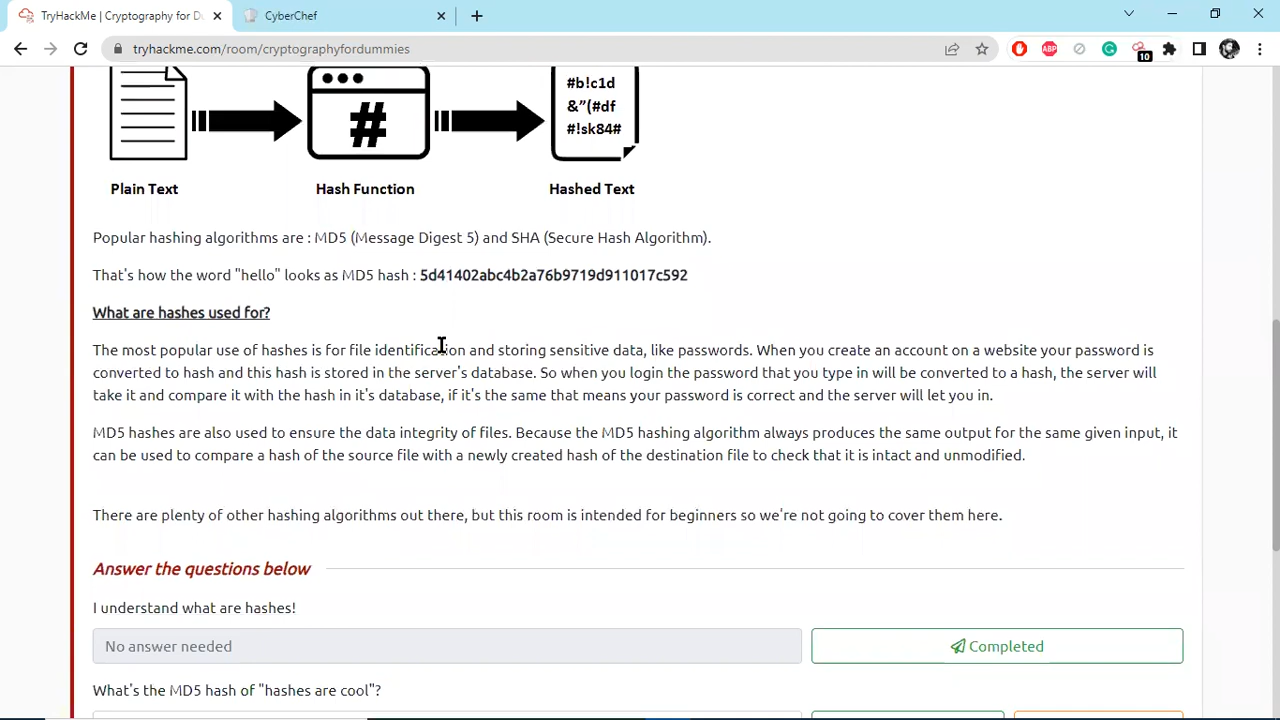 TryHackMe | Cryptography for Du
CyberChef
tryhackme.com/room/cryptographyfordummies
ABP
10
#
#b!c1d
&"(#df
#!sk84#
Plain Text
Hash Function
Hashed Text
Popular hashing algorithms are : MD5 (Message Digest 5) and SHA (Secure Hash Algorithm).
That's how the word "hello" looks as MD5 hash : 5d41402abc4b2a76b9719d911017c592
What are hashes used for?
The most popular use of hashes is for file identification and storing sensitive data, like passwords. When you create an account on a website your password is
converted to hash and this hash is stored in the server's database. So when you login the password that you type in will be converted to a hash, the server will
take it and compare it with the hash in it's database, if it's the same that means your password is correct and the server will let you in.
MD5 hashes are also used to ensure the data integrity of files. Because the MD5 hashing algorithm always produces the same output for the same given input, it
can be used to compare a hash of the source file with a newly created hash of the destination file to check that it is intact and unmodified.
There are plenty of other hashing algorithms out there, but this room is intended for beginners so we're not going to cover them here.
Answer the questions below
I understand what are hashes!
No answer needed
Completed
What's the MD5 hash of "hashes are cool"?